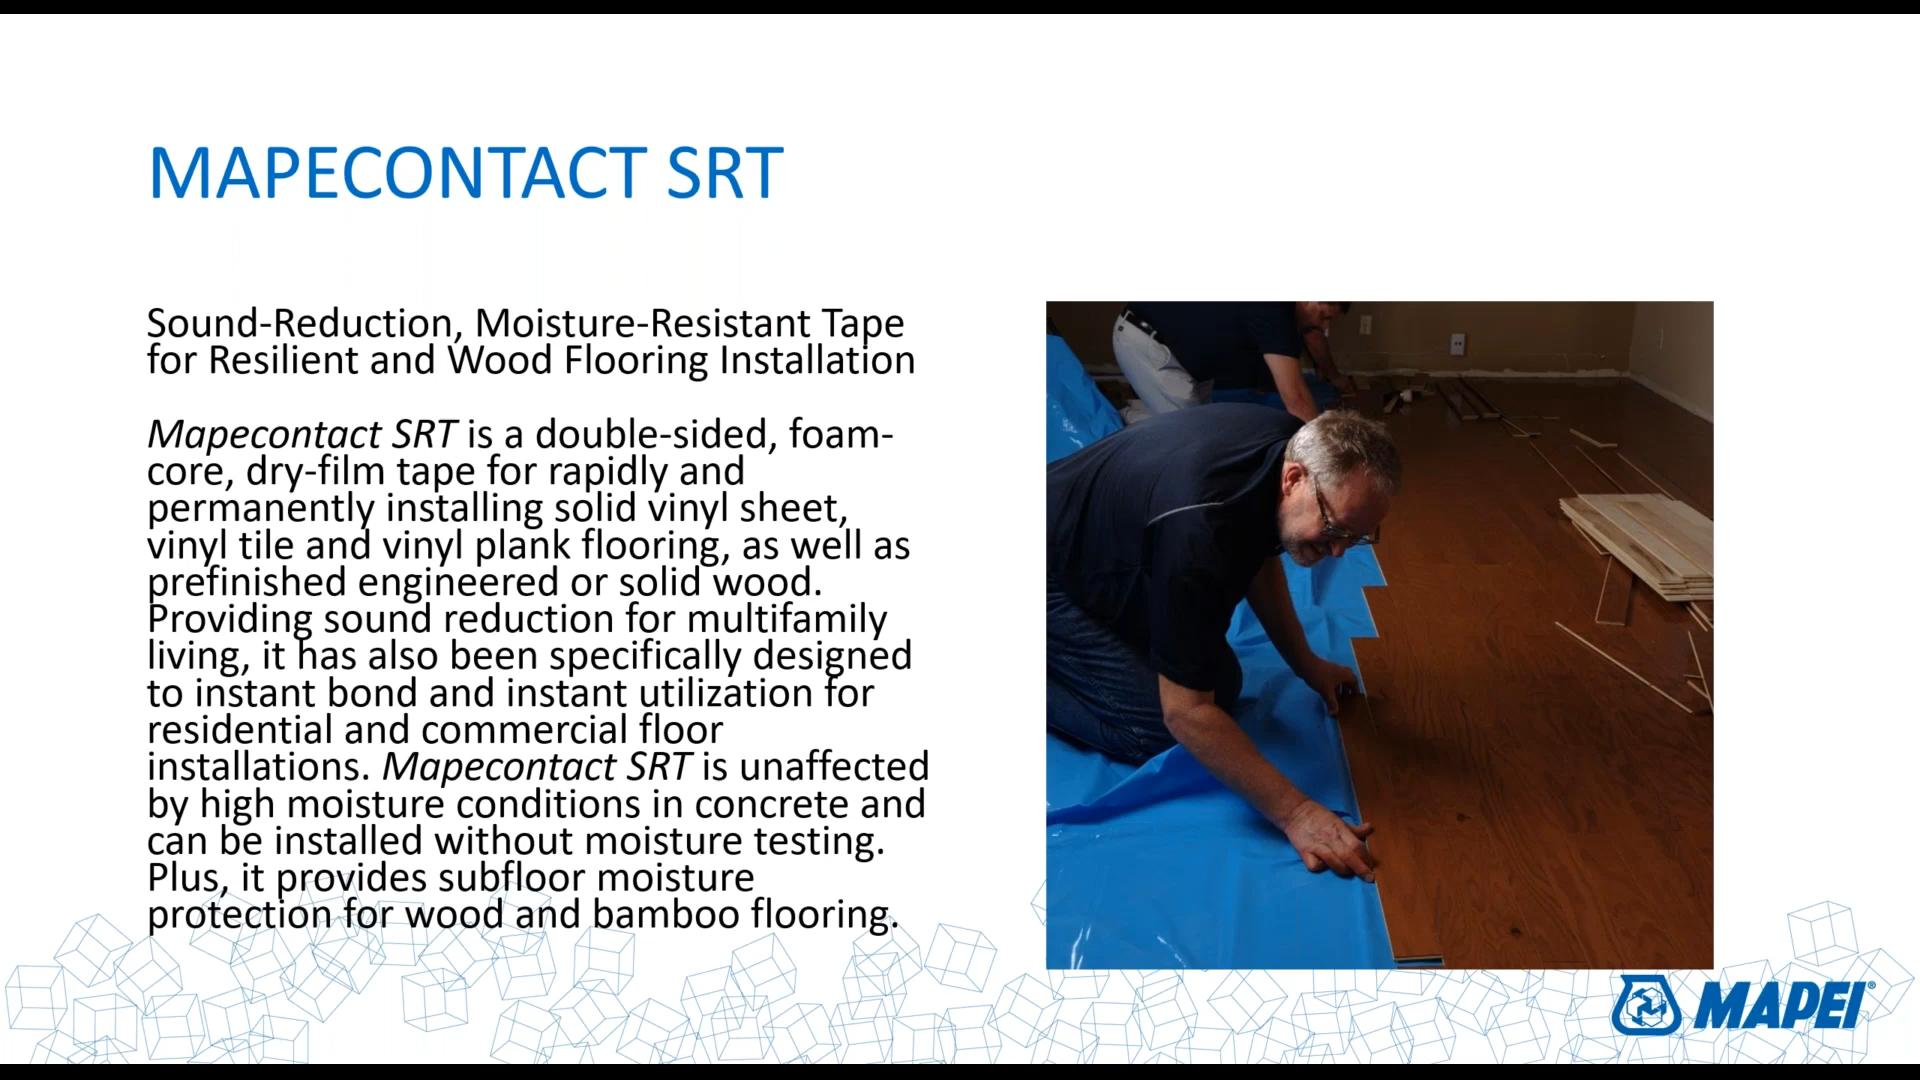 MAPECONTACT SRT
Sound-Reduction, Moisture-Resistant Tape
for Resilient and Wood Flooring Installation
Mapecontact SRT is a double-sided, foam-
core, dry-film tape for rapidly and
permanently installing solid vinyl sheet,
vinyl tile and vinyl plank flooring, as well as
prefinished engineered or solid wood.
Providing sound reduction for multifamily
living, it has also been specifically designed
to instant bond and instant utilization for
residential and commercial floor
installations. Mapecontact SRT is unaffected
by high moisture conditions in concrete and
can be installed without moisture testing.
Plus, it provides subfloor moisture
protection for wood and bamboo flooring.
MAPEI®